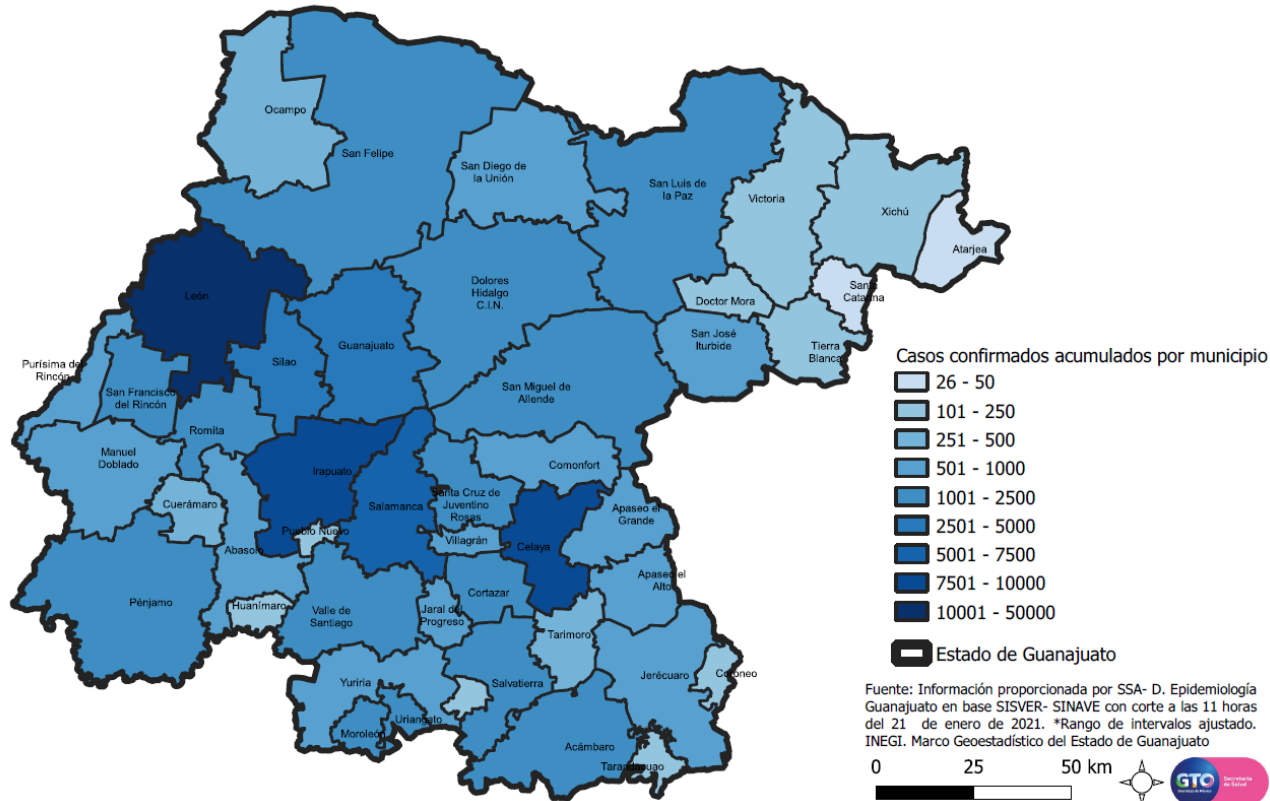 Ocampo
San Felipe
San Diego de
la Unión
San Luis de
la Paz
Victoria
Xichú
Atarjea
León
Dolores
Hidalgo
C.I.N.
Doctor Mora
Santa
Catarina
Purísima del
Rincón
San Francisco
del Rincón
Silao
Guanajuato
San José
Iturbide
Tierra
Blanca
San Miguel de
Allende
Romita
Manuel
Doblado
Irapuato
Comonfort
Cuerámaro
Salamanca
Santa Cruz de
Juventino
Rosas
Apaseo el
Grande
Pueblo Nuevo
Villagrán
Celaya
Abasolo
Apaseo el
Alto
Pénjamo
Huanímaro
Valle de
Santiago
Jaral del
Progreso
Cortazar
Tarimoro
Yuriria
Salvatierra
Jerécuaro
Coroneo
Moroleón
Uriangato
Acámbaro
Tarandacuao
Casos confirmados acumulados por municipio
26 - 50
101 - 250
251 - 500
501 - 1000
1001 - 2500
2501 - 5000
5001 - 7500
7501 - 10000
10001 - 50000
Estado de Guanajuato
Fuente: Información proporcionada por SSA- D. Epidemiología
Guanajuato en base SISVER- SINAVE con corte a las 11 horas
del 21 de enero de 2021. *Rango de intervalos ajustado.
INEGI. Marco Geoestadístico del Estado de Guanajuato
0 25 50 km
GTO
Secretaría
de Salud